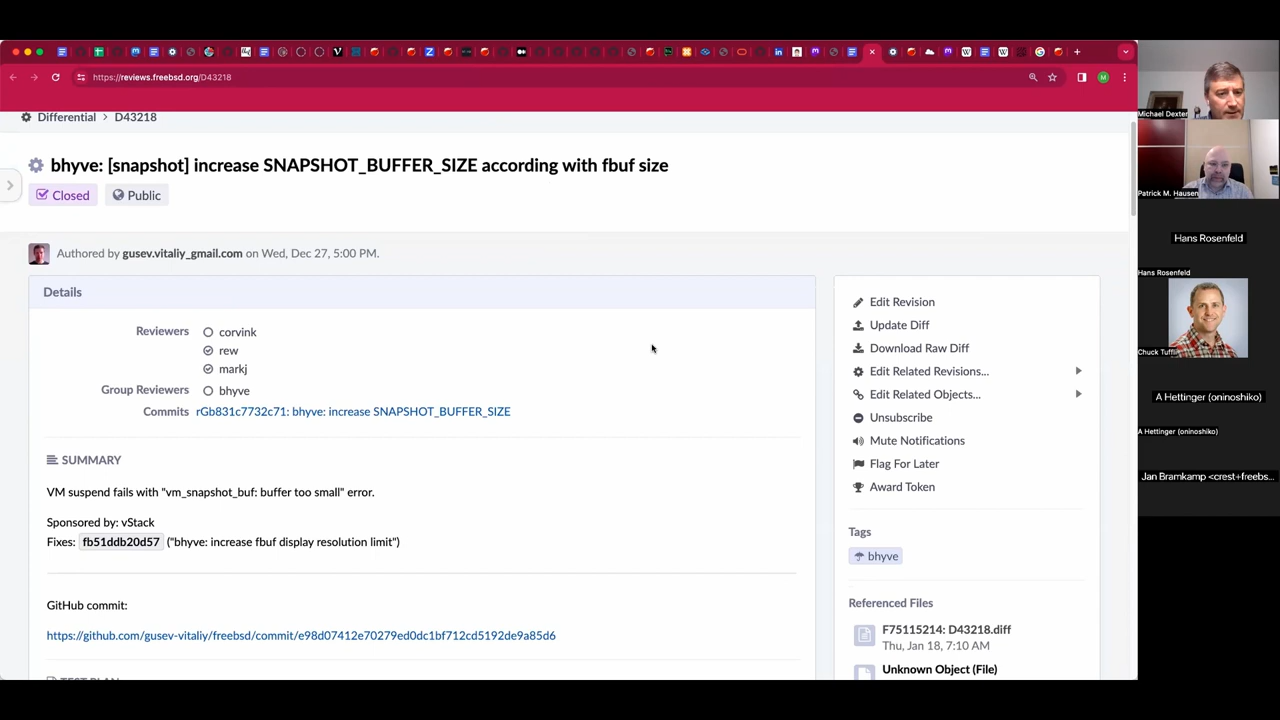 https://reviews.freebsd.org/D43218
Differential > D43218
bhyve: [snapshot] increase SNAPSHOT_BUFFER_SIZE according with fbuf size
Closed
Public
Authored by gusev.vitaliy_gmail.com on Wed, Dec 27, 5:00 PM.
Details
Reviewers
corvink
rew
markj
Group Reviewers
bhyve
Commits
rGb831c7732c71: bhyve: increase SNAPSHOT_BUFFER_SIZE
SUMMARY
VM suspend fails with "vm_snapshot_buf: buffer too small" error.
Sponsored by: vStack
Fixes: fb51ddb20d57 ("bhyve: increase fbuf display resolution limit")
GitHub commit:
https://github.com/gusev-vitaliy/freebsd/commit/e98d07412e70279ed0dc1bf712cd5192de9a85d6
Edit Revision
Update Diff
Download Raw Diff
Edit Related Revisions...
Edit Related Objects...
Unsubscribe
Mute Notifications
Flag For Later
Award Token
Tags
bhyve
Referenced Files
F75115214: D43218.diff
Thu, Jan 18, 7:10 AM
Unknown Object (File)
Michael Dexter
Patrick M. Hausen
Hans Rosenfeld
Hans Rosenfeld
Chuck Tuffli
A Hettinger (oninoshiko)
A Hettinger (oninoshiko)
Jan Bramkamp <crest+freebs...